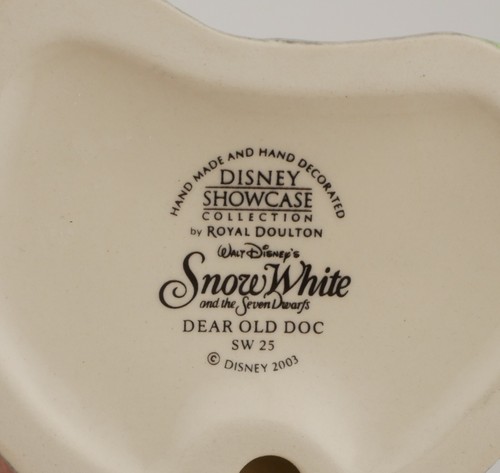 HAND MADE AND HAND DECORATED
DISNEY
SHOWCASE
COLLECTION
by ROYAL DOULTON
WALT DISNEY'S
Snow White
and the Seven Dwarfs
DEAR OLD DOC
SW 25
© DISNEY 2003